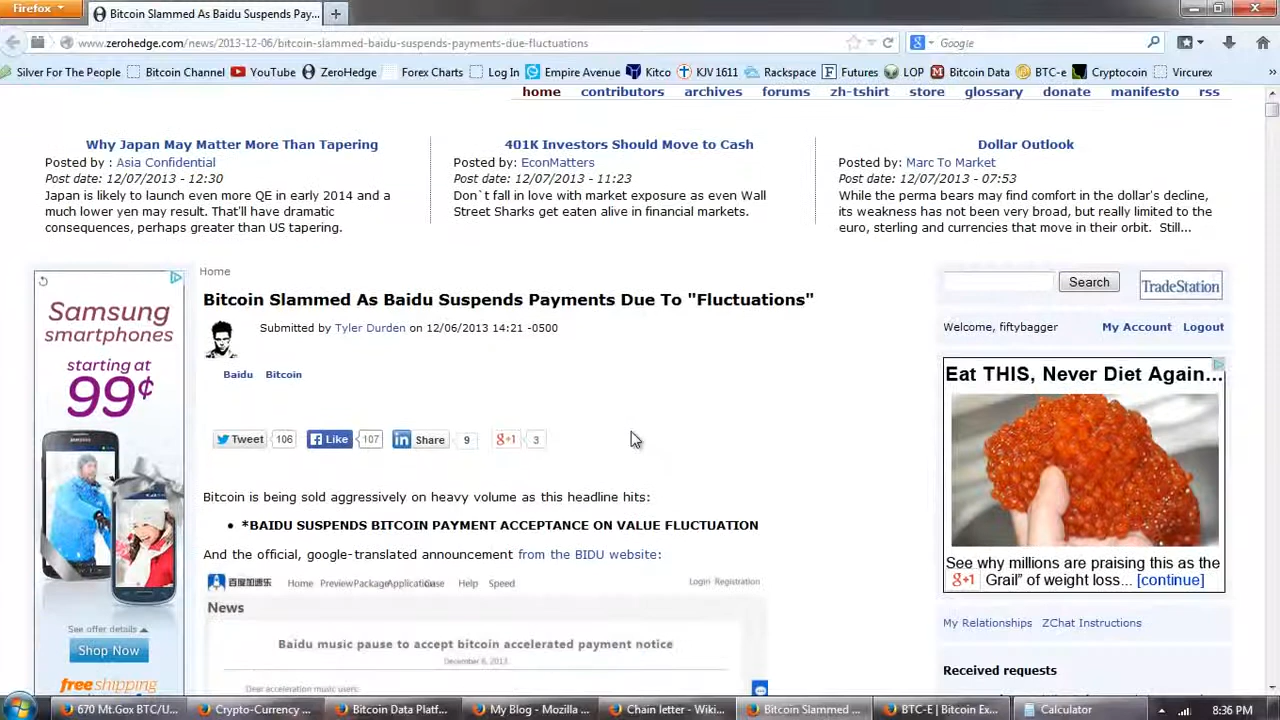 Firefox
Bitcoin Slammed As Baidu Suspends Pay...
www.zerohedge.com/news/2013-12-06/bitcoin-slammed-baidu-suspends-payments-due-fluctuations
Google
Silver For The People Bitcoin Channel YouTube ZeroHedge Forex Charts Log In Empire Avenue Kitco KJV 1611 Rackspace Futures LOP Bitcoin Data BTC-e Cryptocoin Vircurex »
home contributors archives forums zh-tshirt store glossary donate manifesto rss
Why Japan May Matter More Than Tapering
Posted by : Asia Confidential
Post date: 12/07/2013 - 12:30
Japan is likely to launch even more QE in early 2014 and a
much lower yen may result. That'll have dramatic
consequences, perhaps greater than US tapering.
401K Investors Should Move to Cash
Posted by: EconMatters
Post date: 12/07/2013 - 11:23
Don`t fall in love with market exposure as even Wall
Street Sharks get eaten alive in financial markets.
Dollar Outlook
Posted by: Marc To Market
Post date: 12/07/2013 - 07:53
While the perma bears may find comfort in the dollar's decline,
its weakness has not been very broad, but really limited to the
euro, sterling and currencies that move in their orbit. Still...
Samsung
smartphones
starting at
99¢
See offer details
Shop Now
free shipping
Home
Bitcoin Slammed As Baidu Suspends Payments Due To "Fluctuations"
Submitted by Tyler Durden on 12/06/2013 14:21 -0500
Baidu Bitcoin
Tweet 106 Like 107 Share 9 +1 3
Bitcoin is being sold aggressively on heavy volume as this headline hits:
• *BAIDU SUSPENDS BITCOIN PAYMENT ACCEPTANCE ON VALUE FLUCTUATION
And the official, google-translated announcement from the BIDU website:
百度加速乐 Home PreviewPackageApplicationCase Help Speed Login Registration
News
Baidu music pause to accept bitcoin accelerated payment notice
December 6, 2013
Dear acceleration music users:
Search
TradeStation
Welcome, fiftybagger My Account Logout
Eat THIS, Never Diet Again...
See why millions are praising this as the
+1 Grail" of weight loss... [continue]
My Relationships ZChat Instructions
Received requests
670 Mt.Gox BTC/U... Crypto-Currency ... Bitcoin Data Platf... My Blog - Mozilla ... Chain letter - Wiki... Bitcoin Slammed ... BTC-E | Bitcoin Ex... Calculator 8:36 PM